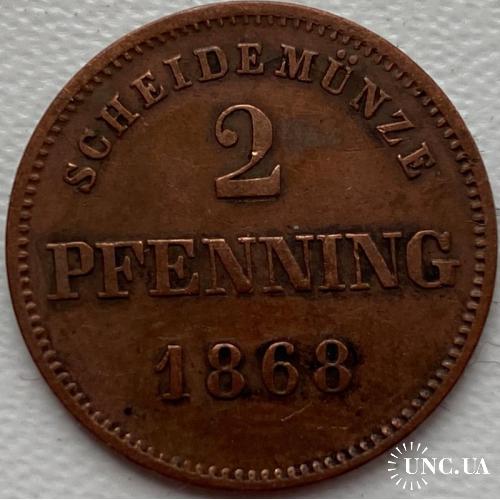 SCHEIDEMÜNZE
2
PFENNING
1868
UNC.UA